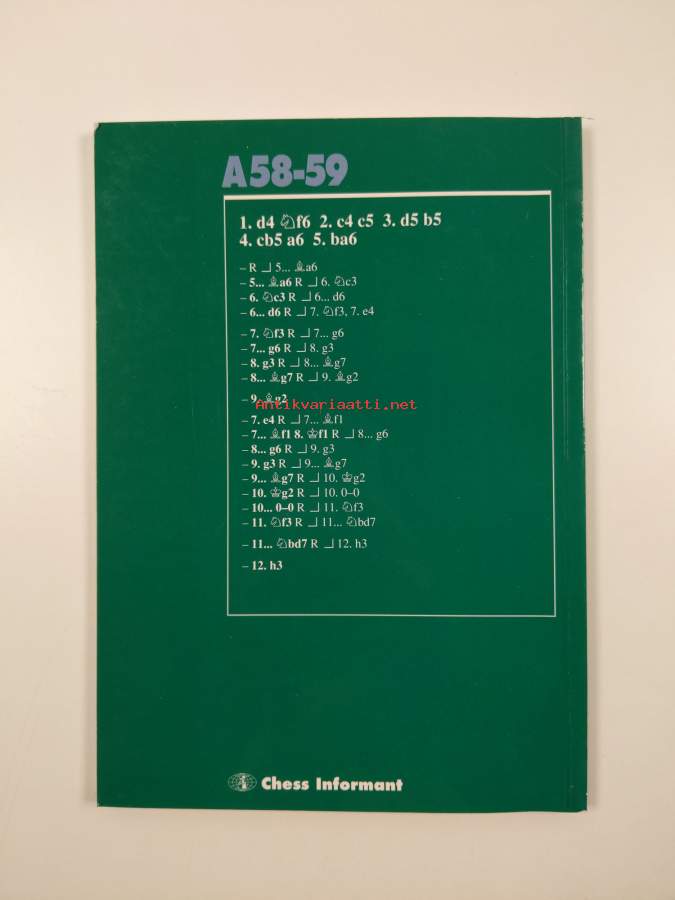 A58-59
1. d4 ♘f6 2. c4 c5 3. d5 b5
4. cb5 a6 5. ba6
– R ⅃ 5... ♗a6
– 5... ♗a6 R ⅃ 6. ♘c3
– 6. ♘c3 R ⅃ 6... d6
– 6... d6 R ⅃ 7. ♘f3, 7. e4
– 7. ♘f3 R ⅃ 7... g6
– 7... g6 R ⅃ 8. g3
– 8. g3 R ⅃ 8... ♗g7
– 8... ♗g7 R ⅃ 9. ♗g2
– 9. ♗g2
Antikvariaatti.net
– 7. e4 R ⅃ 7... ♗f1
– 7... ♗f1 8. ♔f1 R ⅃ 8... g6
– 8... g6 R ⅃ 9. g3
– 9. g3 R ⅃ 9... ♗g7
– 9... ♗g7 R ⅃ 10. ♔g2
– 10. ♔g2 R ⅃ 10. 0–0
– 10... 0–0 R ⅃ 11. ♘f3
– 11. ♘f3 R ⅃ 11... ♘bd7
– 11... ♘bd7 R ⅃ 12. h3
– 12. h3
Chess Informant